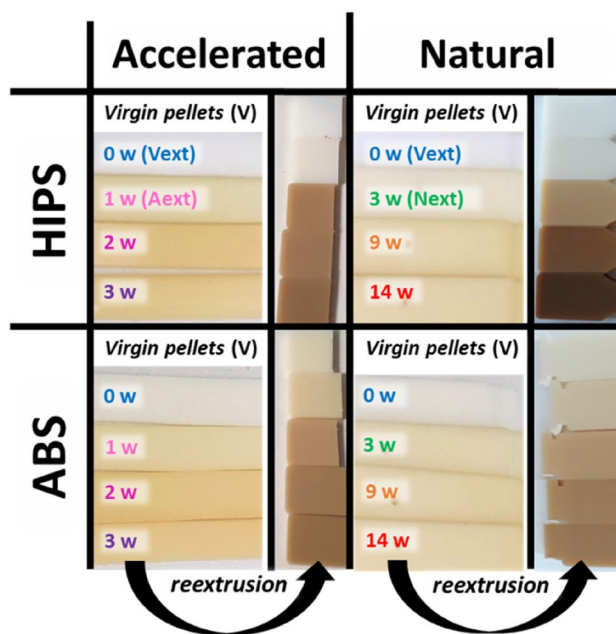 Accelerated
Natural
HIPS
Virgin pellets (V)
0 w (Vext)
1 w (Aext)
2 w
3 w
Virgin pellets (V)
0 w (Vext)
3 w (Next)
9 w
14 w
ABS
Virgin pellets (V)
0 w
1 w
2 w
3 w
Virgin pellets (V)
0 w
3 w
9 w
14 w
reextrusion
reextrusion